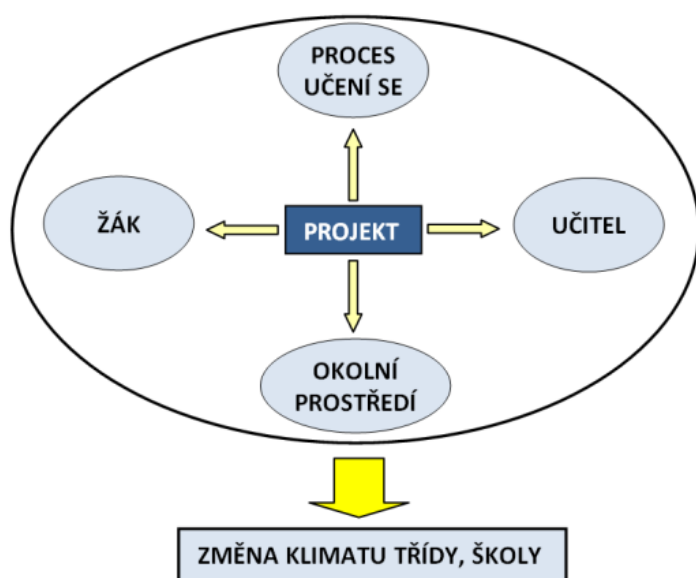 PROCES
UČENÍ SE
ŽÁK
PROJEKT
UČITEL
OKOLNÍ
PROSTŘEDÍ
ZMĚNA KLIMATU TŘÍDY, ŠKOLY